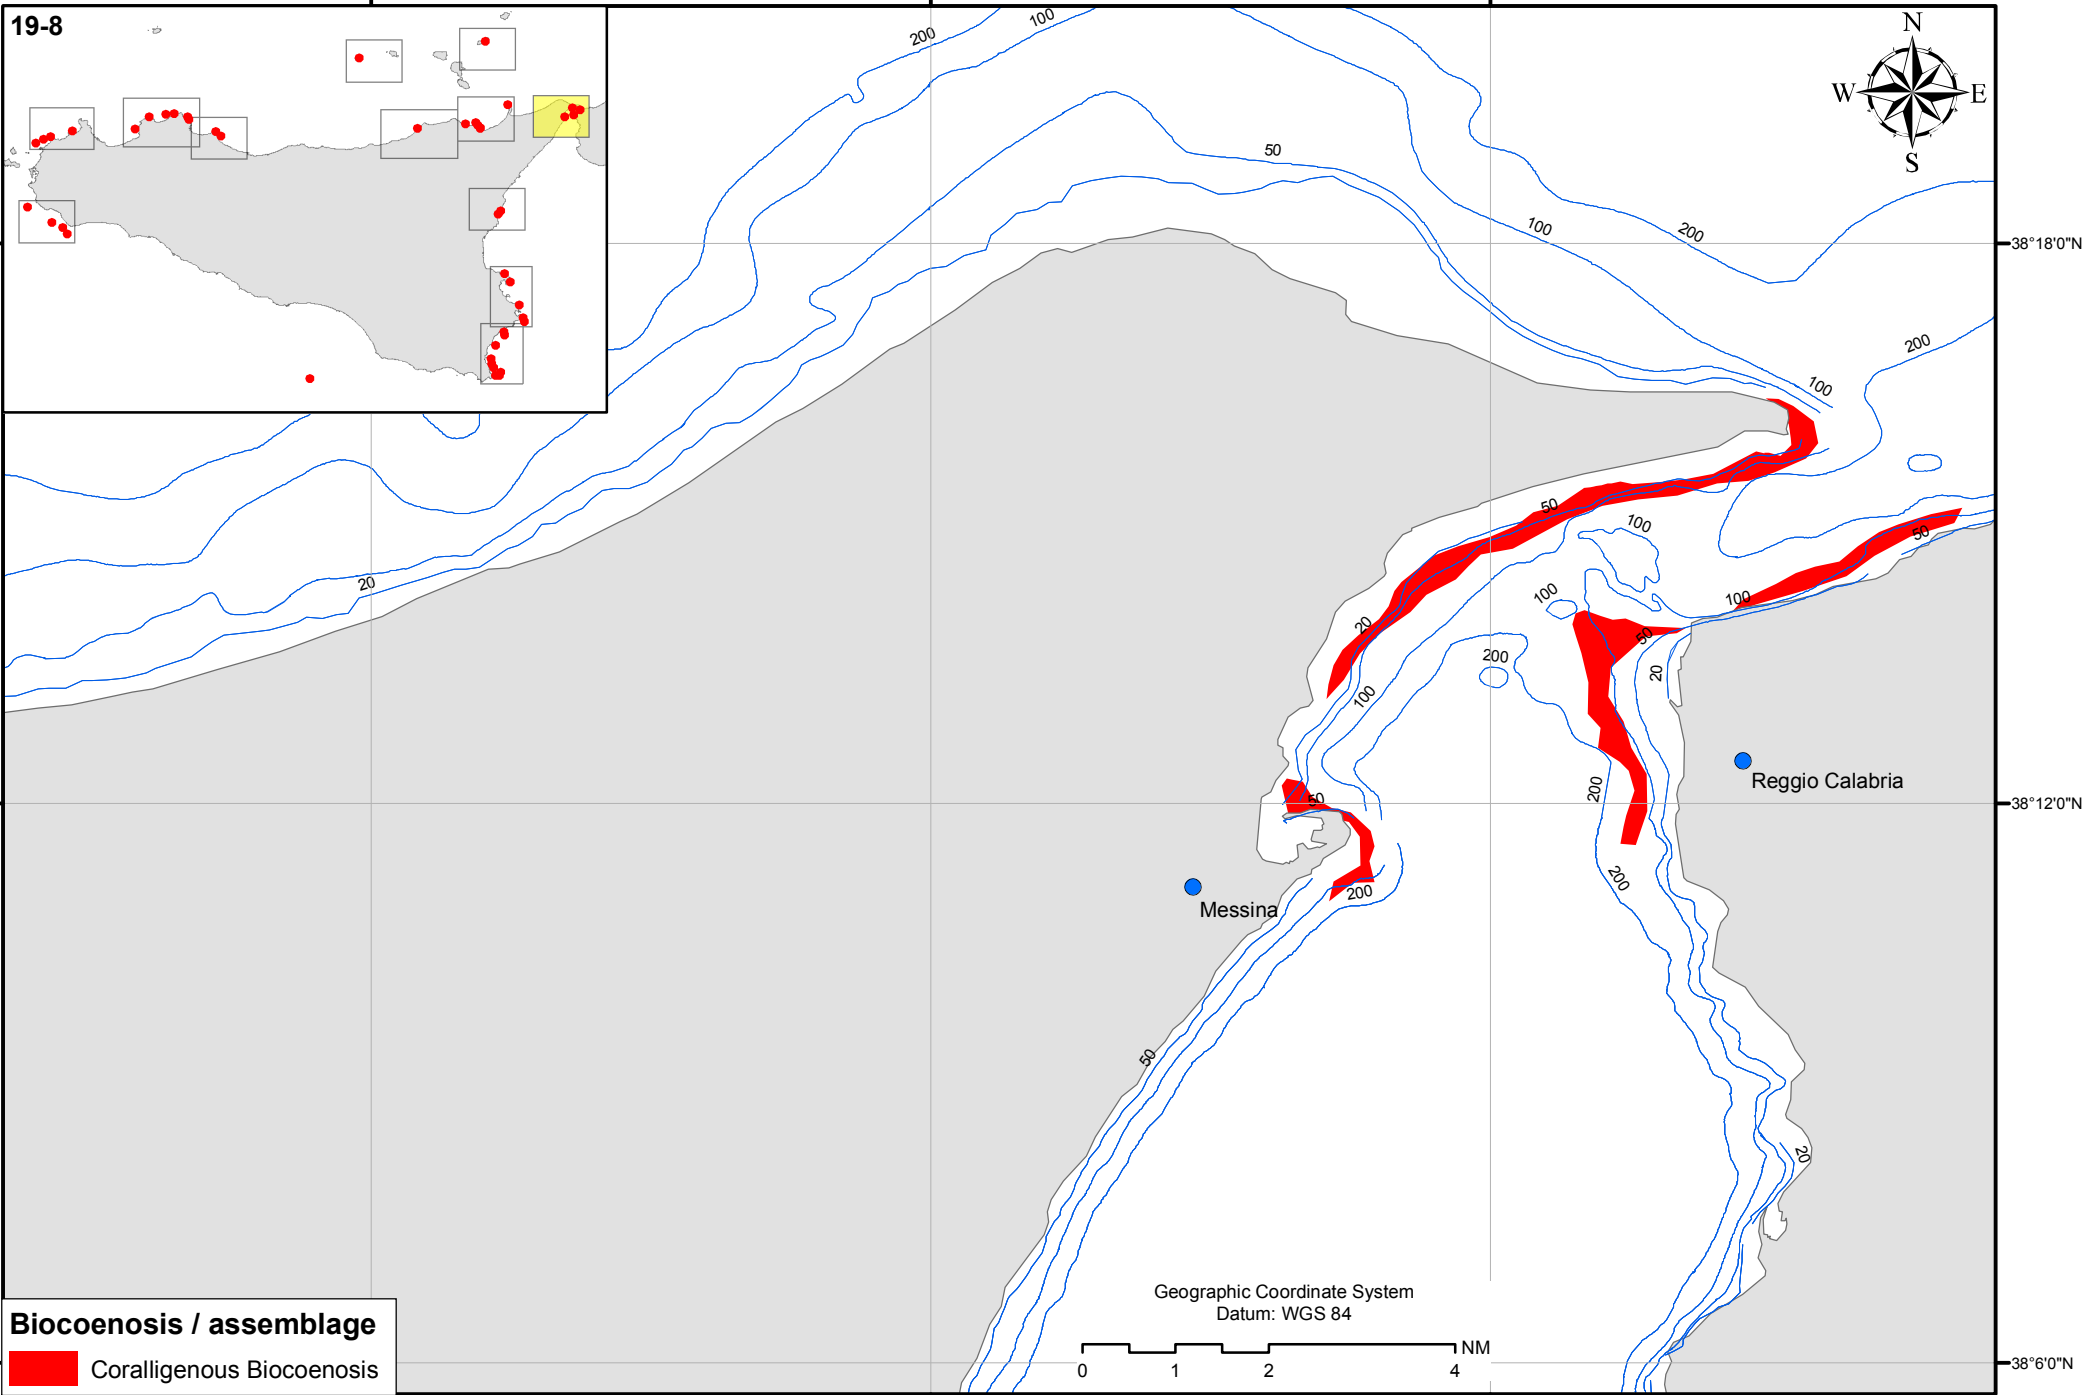 19-8
100
200
N
W
E
S
50
100
200
38°18'0"N
200
100
50
100
50
20
100
100
20
50
200
20
100
Reggio Calabria
200
50
38°12'0"N
200
200
Messina
50
20
Geographic Coordinate System
Datum: WGS 84
NM
0 1 2 4
38°6'0"N
Biocoenosis / assemblage
Coralligenous Biocoenosis